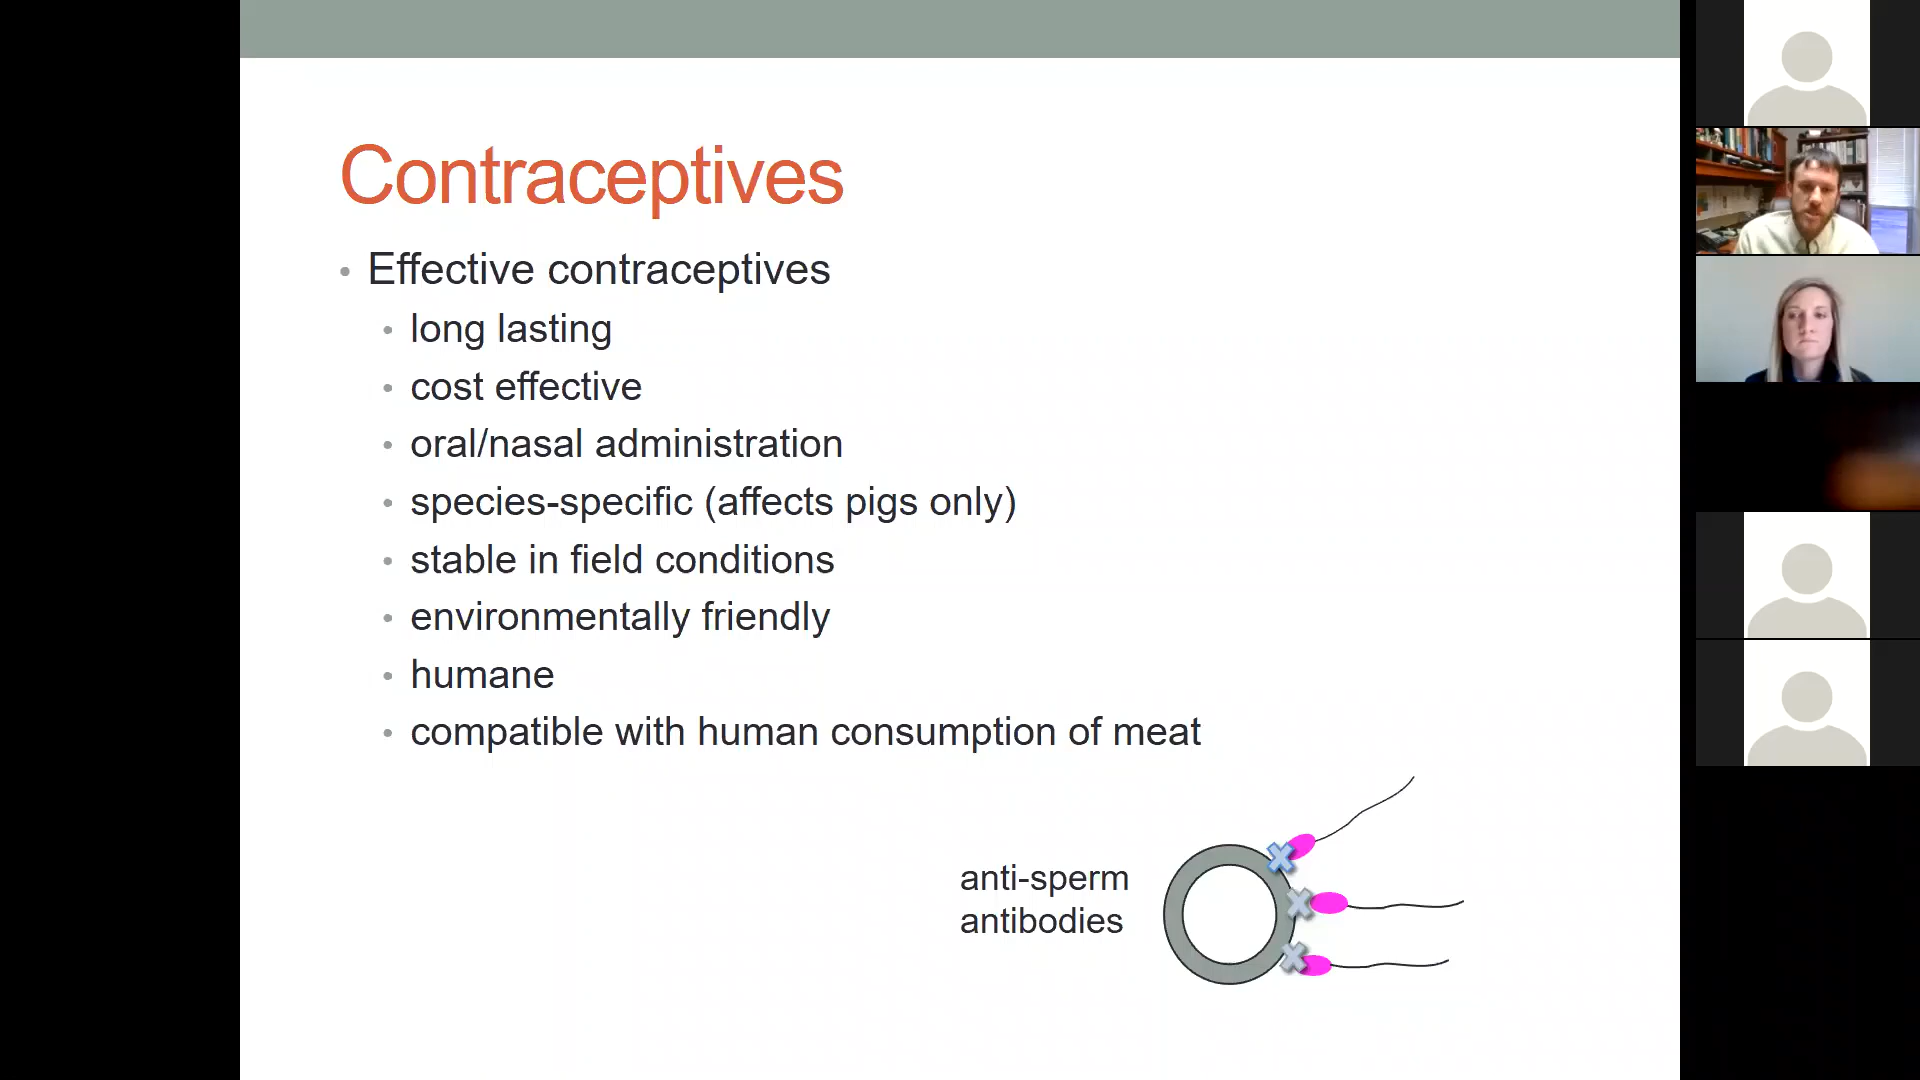 Contraceptives
• Effective contraceptives
• long lasting
• cost effective
• oral/nasal administration
• species-specific (affects pigs only)
• stable in field conditions
• environmentally friendly
• humane
• compatible with human consumption of meat
anti-sperm
antibodies